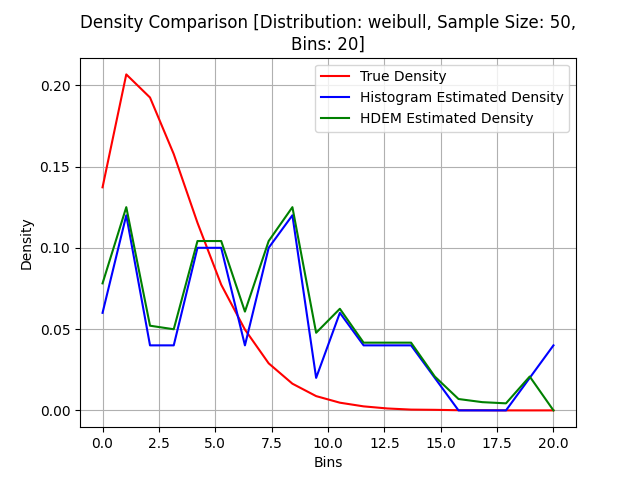 Density Comparison [Distribution: weibull, Sample Size: 50,
Bins: 20]
True Density
Histogram Estimated Density
HDEM Estimated Density
Density
0.20
0.15
0.10
0.05
0.00
0.0 2.5 5.0 7.5 10.0 12.5 15.0 17.5 20.0
Bins